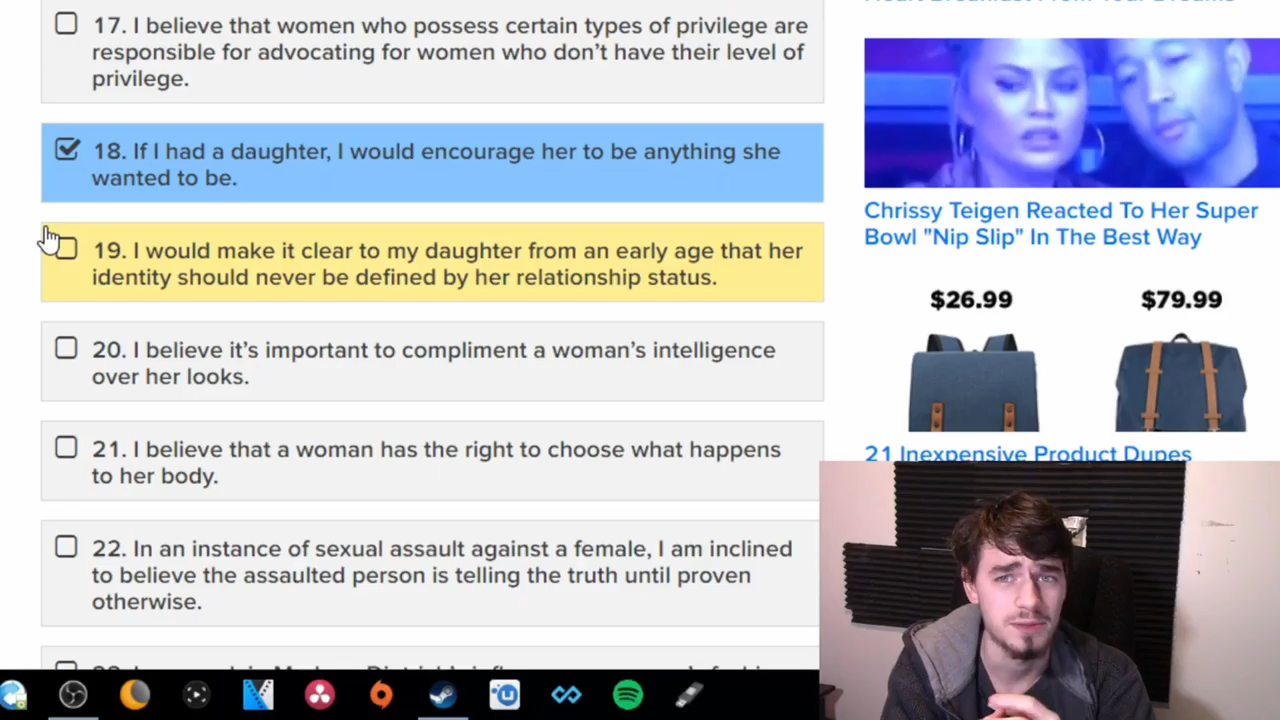 17. I believe that women who possess certain types of privilege are
responsible for advocating for women who don't have their level of
privilege.
18. If I had a daughter, I would encourage her to be anything she
wanted to be.
19. I would make it clear to my daughter from an early age that her
identity should never be defined by her relationship status.
20. I believe it's important to compliment a woman's intelligence
over her looks.
21. I believe that a woman has the right to choose what happens
to her body.
22. In an instance of sexual assault against a female, I am inclined
to believe the assaulted person is telling the truth until proven
otherwise.
Chrissy Teigen Reacted To Her Super
Bowl "Nip Slip" In The Best Way
$26.99 $79.99
21 Inexpensive Product Dupes